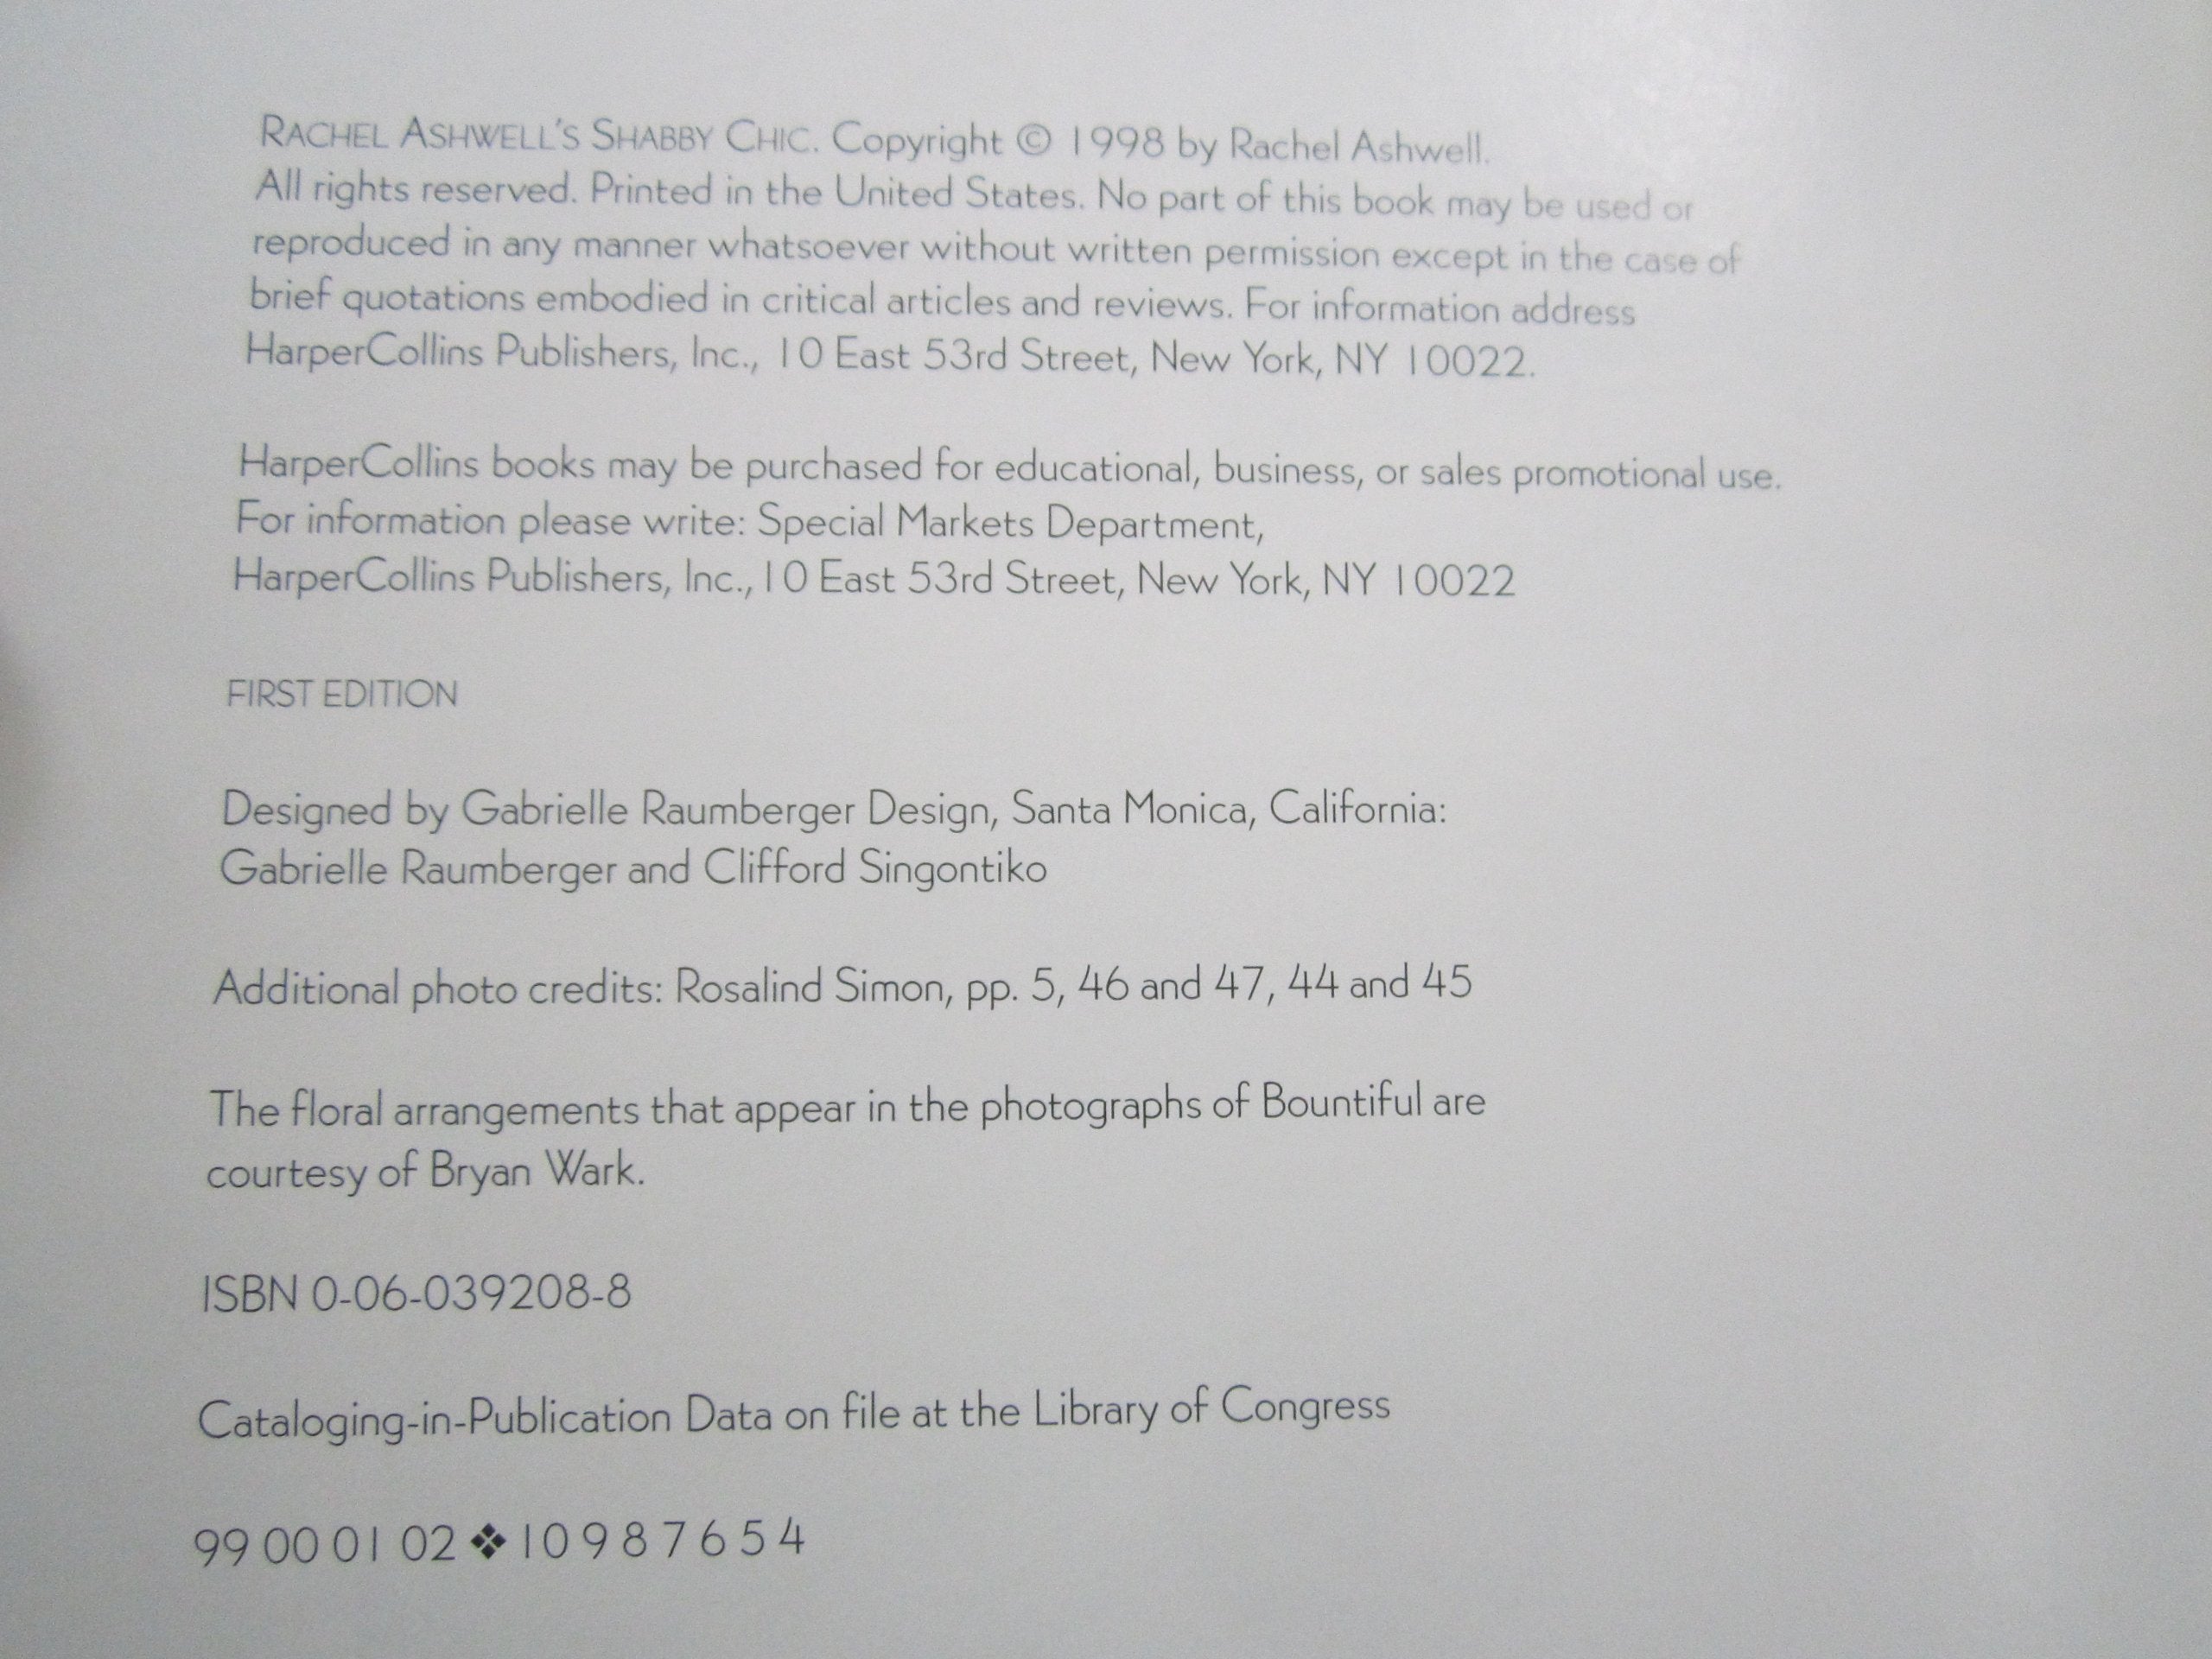 RACHEL ASHWELL'S SHABBY CHIC. Copyright © 1998 by Rachel Ashwell.
All rights reserved. Printed in the United States. No part of this book may be used or
reproduced in any manner whatsoever without written permission except in the case of
brief quotations embodied in critical articles and reviews. For information address
HarperCollins Publishers, Inc., 10 East 53rd Street, New York, NY 10022.
HarperCollins books may be purchased for educational, business, or sales promotional use.
For information please write: Special Markets Department,
HarperCollins Publishers, Inc., 10 East 53rd Street, New York, NY 10022
FIRST EDITION
Designed by Gabrielle Raumberger Design, Santa Monica, California:
Gabrielle Raumberger and Clifford Singontiko
Additional photo credits: Rosalind Simon, pp. 5, 46 and 47, 44 and 45
The floral arrangements that appear in the photographs of Bountiful are
courtesy of Bryan Wark.
ISBN 0-06-039208-8
Cataloging-in-Publication Data on file at the Library of Congress
99 00 01 02 ❖ 10 9 8 7 6 5 4